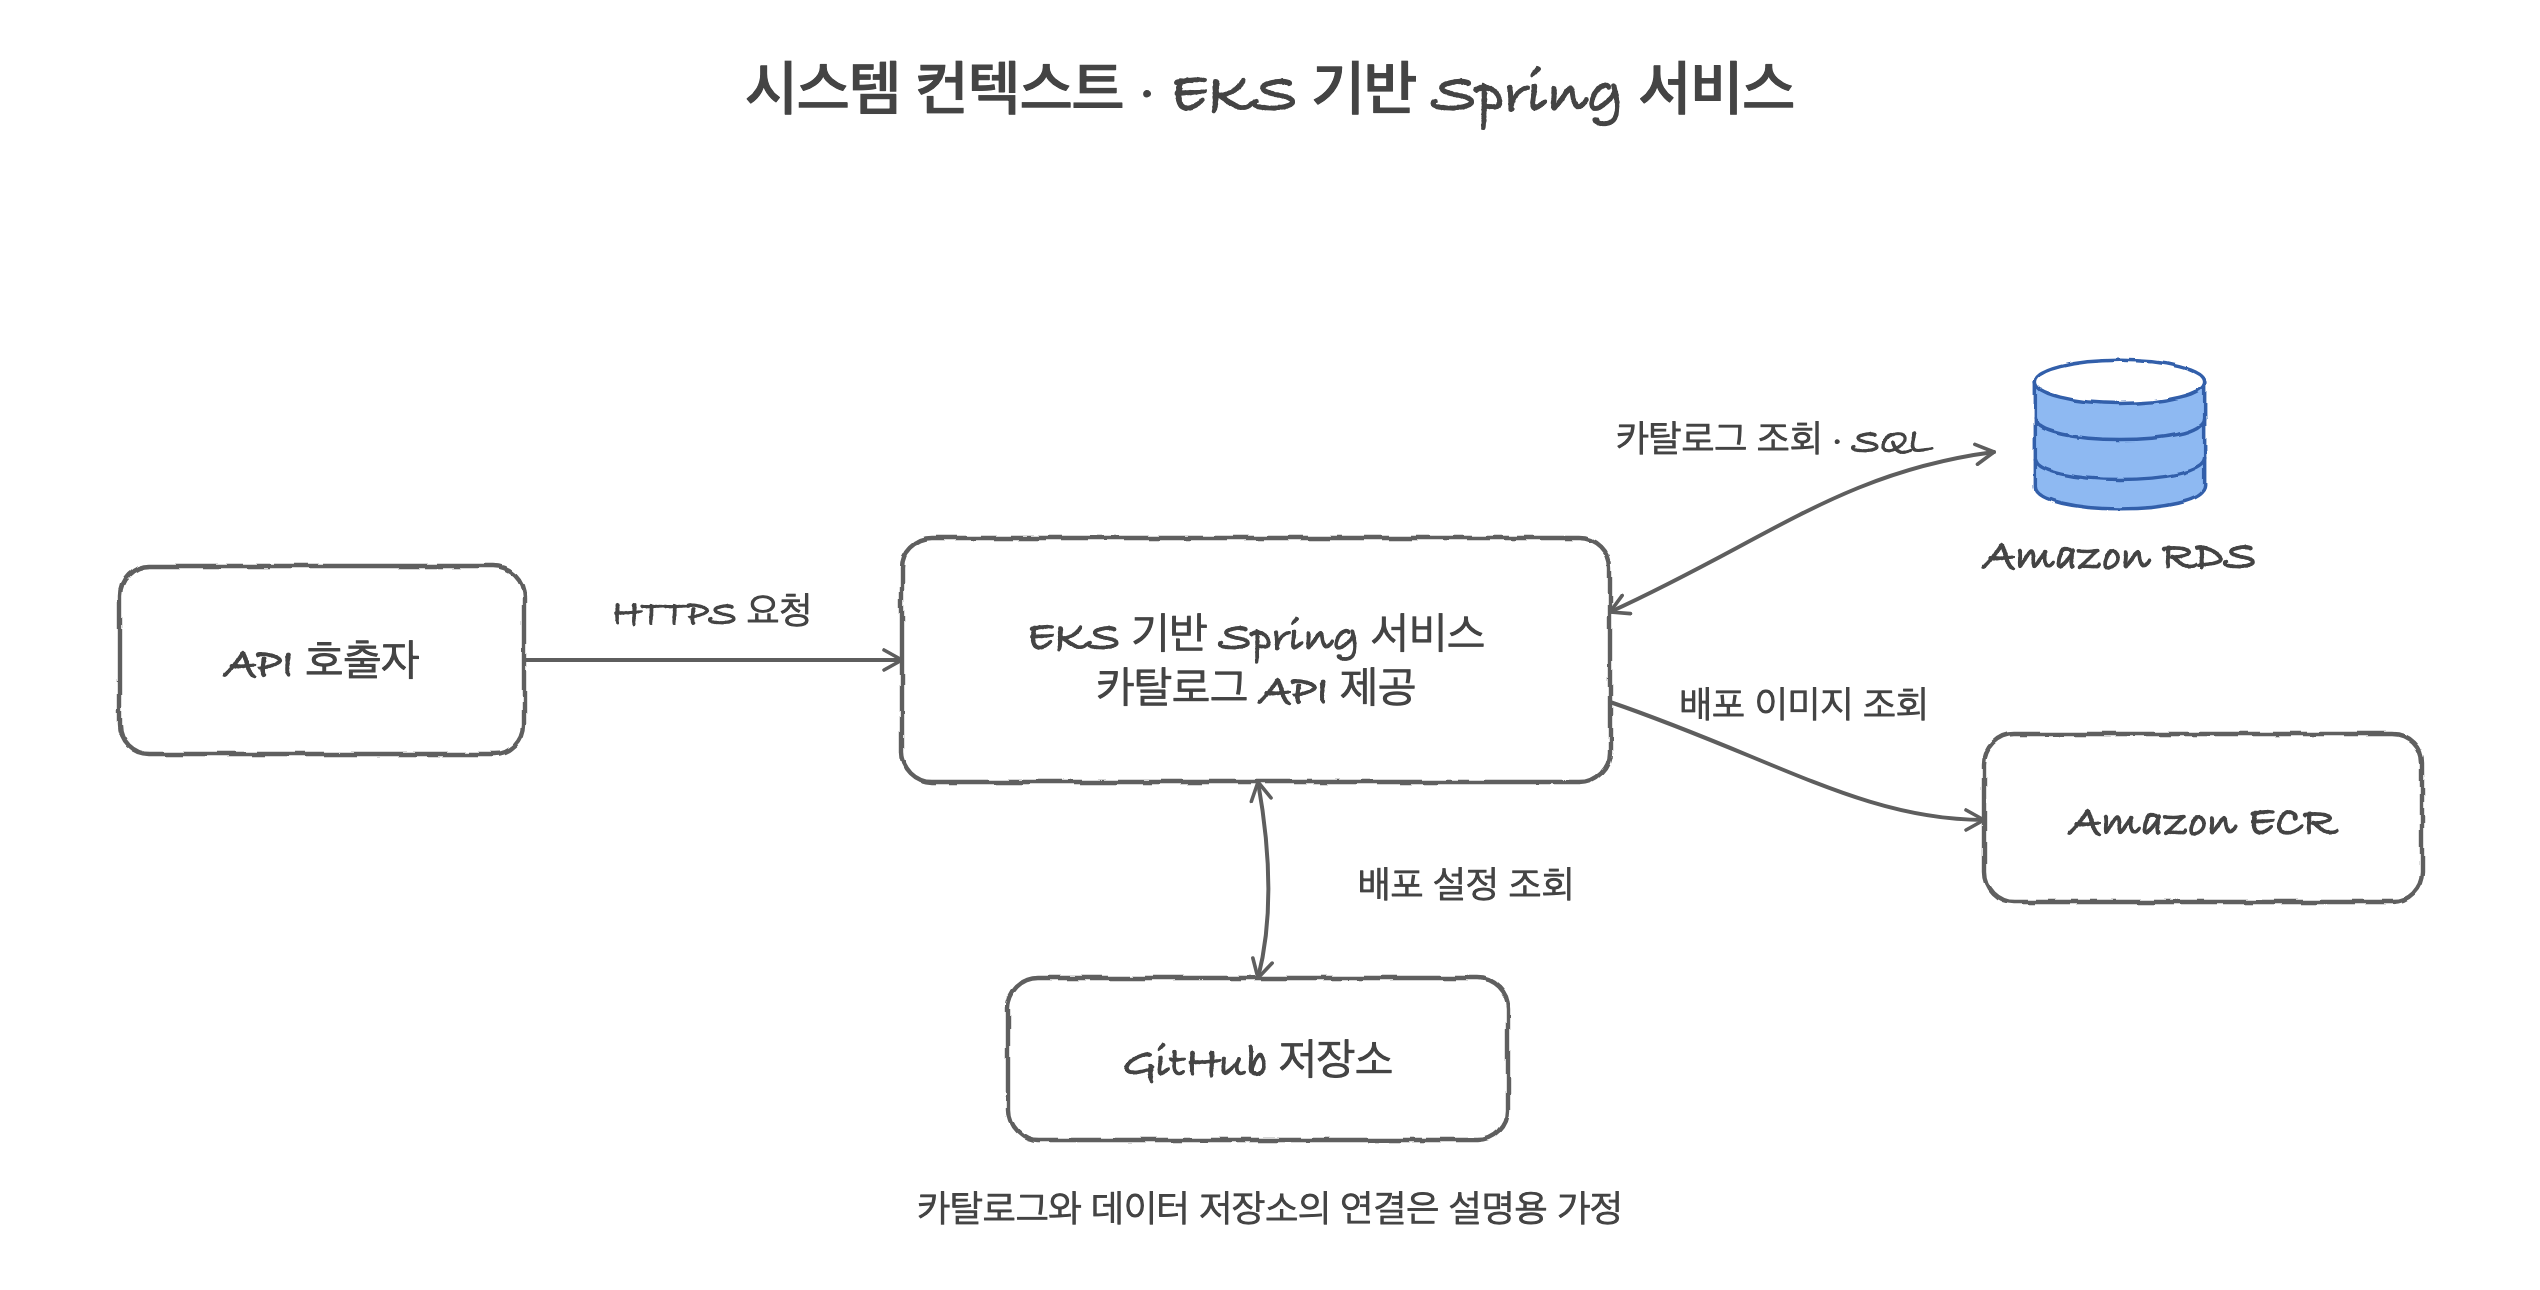 시스템 컨텍스트 · EKS 기반 Spring 서비스
카탈로그 조회 · SQL
Amazon RDS
HTTPS 요청
API 호출자
EKS 기반 Spring 서비스
카탈로그 API 제공
배포 이미지 조회
Amazon ECR
배포 설정 조회
GitHub 저장소
카탈로그와 데이터 저장소의 연결은 설명용 가정